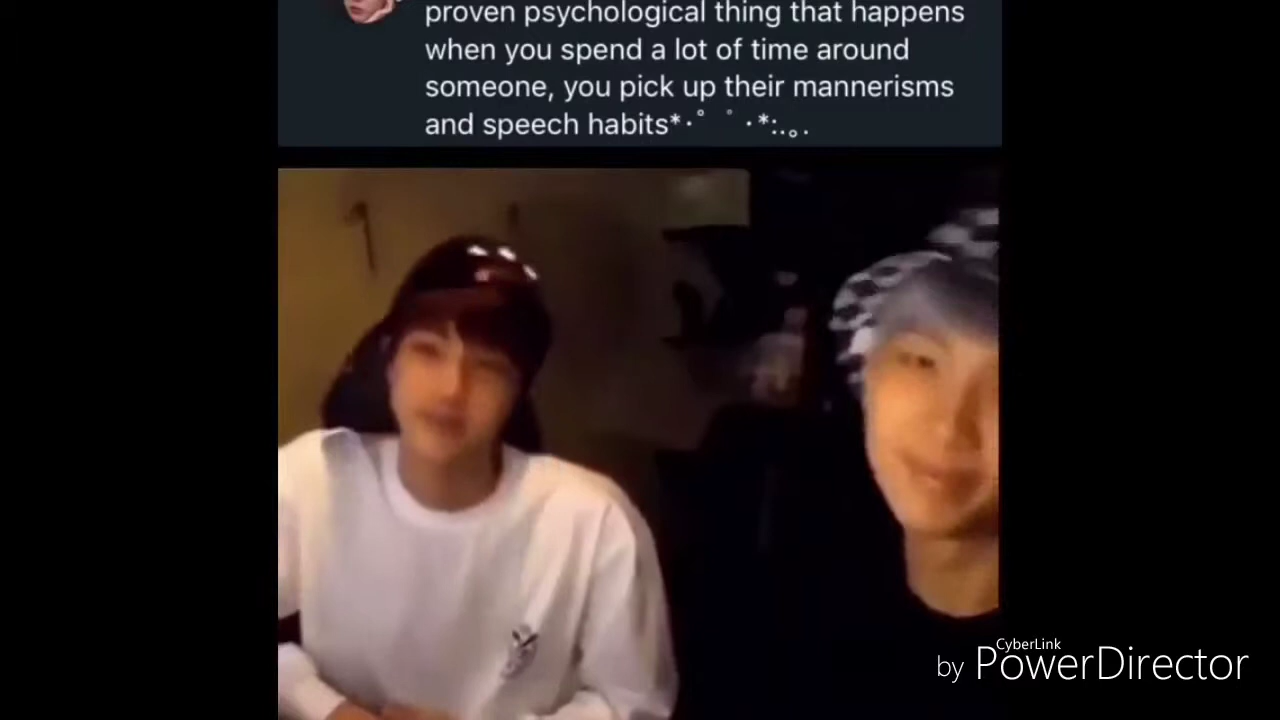 proven psychological thing that happens
when you spend a lot of time around
someone, you pick up their mannerisms
and speech habits*･ﾟ ﾟ･*:.｡.
CyberLink
by PowerDirector